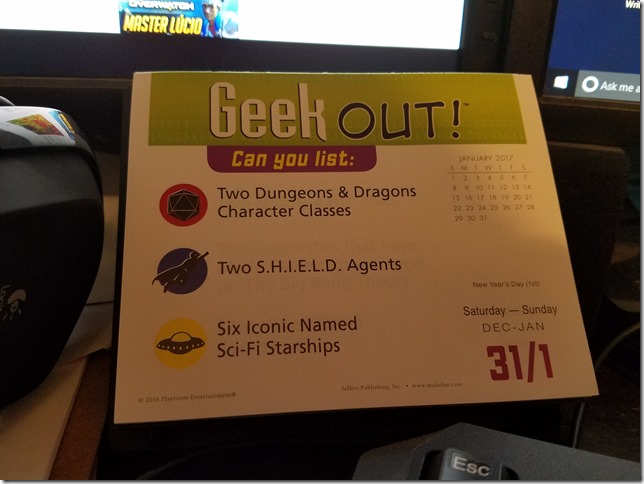 OVERWATCH
MASTER LÚCIO
Writ
Ask me a
Geek OUT!™
Can you list:
Two Dungeons & Dragons
Character Classes
Two S.H.I.E.L.D. Agents
Six Iconic Named
Sci-Fi Starships
JANUARY 2017
S M T W T F S
1 2 3 4 5 6 7
8 9 10 11 12 13 14
15 16 17 18 19 20 21
22 23 24 25 26 27 28
29 30 31
New Year's Day (1st)
Saturday — Sunday
DEC-JAN
31/1
© 2016 Playroom Entertainment®
Sellers Publishing, Inc. • www.makefun.com
Esc